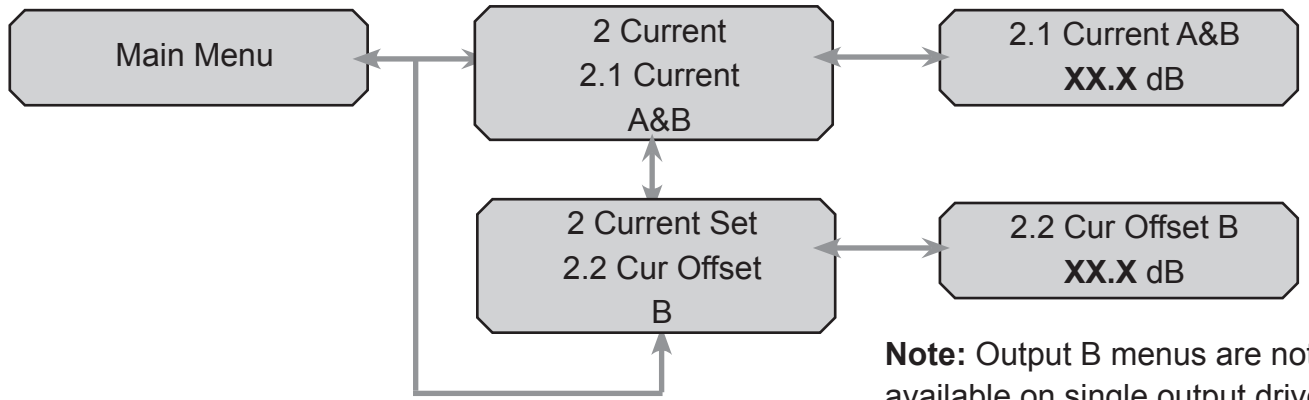 Main Menu
2 Current
2.1 Current
A&B
2.1 Current A&B
XX.X dB
2 Current Set
2.2 Cur Offset
B
2.2 Cur Offset B
XX.X dB
Note: Output B menus are not
available on single output